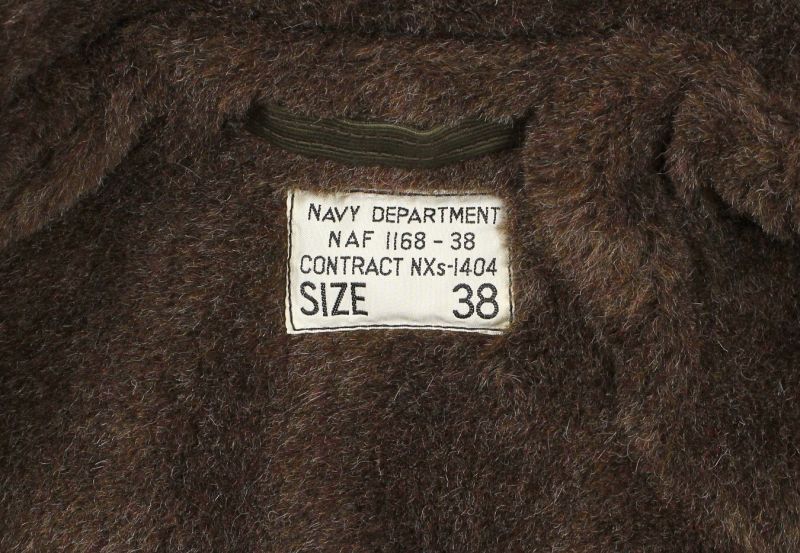 NAVY DEPARTMENT
NAF 1168-38
CONTRACT NXs-1404
SIZE 38